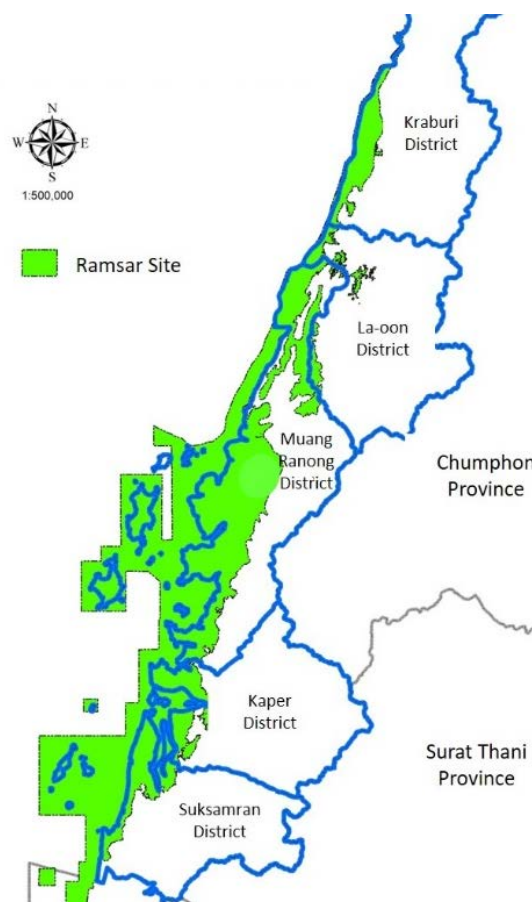 N
W E
S
1:500,000
Ramsar Site
Kraburi
District
La-oon
District
Muang
Ranong
District
Chumphon
Province
Kaper
District
Surat Thani
Province
Suksamran
District